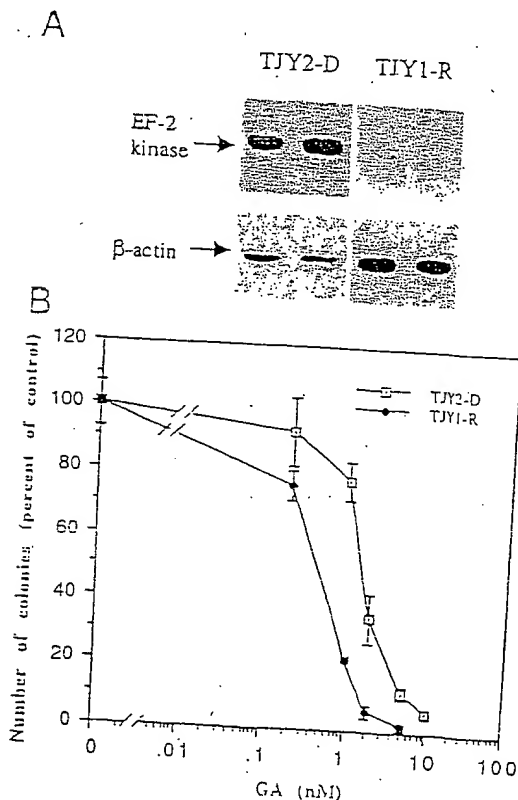 A
TJY2-D TJY1-R
EF-2
kinase
β-actin
B
120
100
80
60
40
20
0
Number of colonies (percent of control)
TJY2-D
TJY1-R
0 .01 .1 1 10 100
GA (nM)